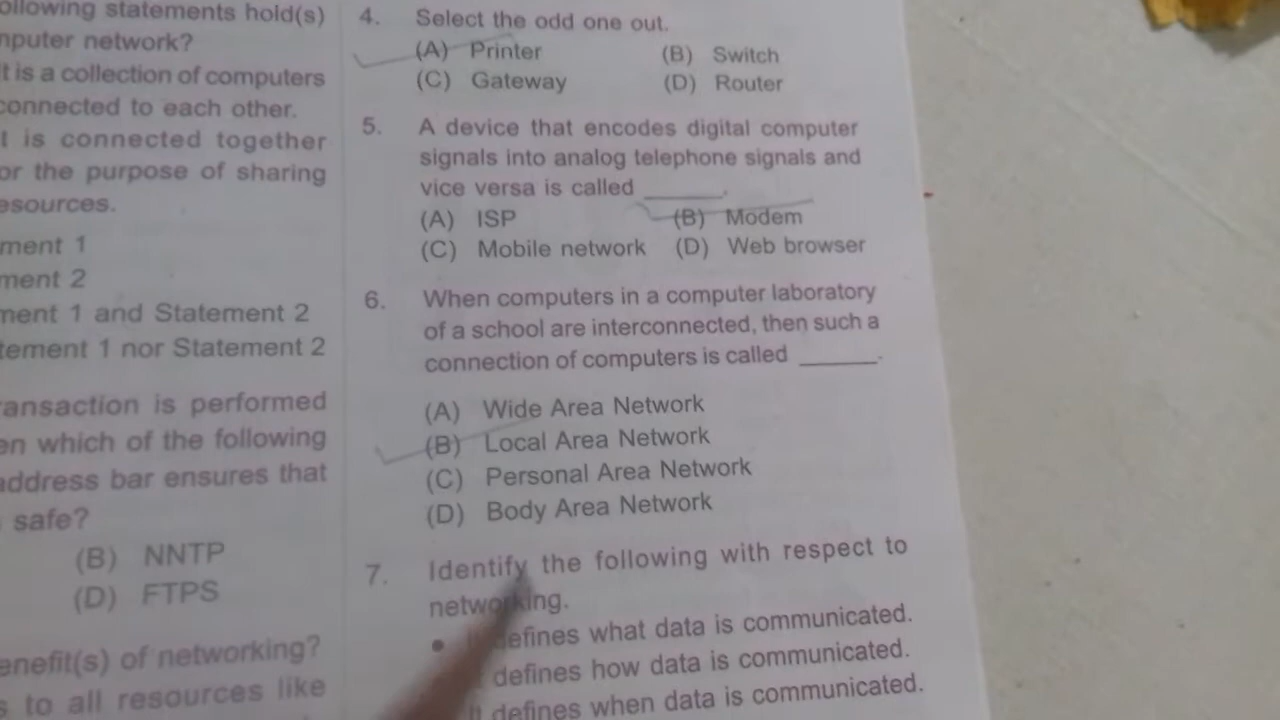 ollowing statements hold(s)
mputer network?
t is a collection of computers
connected to each other.
t is connected together
or the purpose of sharing
esources.
ment 1
ment 2
ment 1 and Statement 2
tement 1 nor Statement 2
ransaction is performed
en which of the following
address bar ensures that
safe?
(B) NNTP
(D) FTPS
enefit(s) of networking?
s to all resources like
4. Select the odd one out.
(A) Printer (B) Switch
(C) Gateway (D) Router
5. A device that encodes digital computer
signals into analog telephone signals and
vice versa is called ______.
(A) ISP (B) Modem
(C) Mobile network (D) Web browser
6. When computers in a computer laboratory
of a school are interconnected, then such a
connection of computers is called ______.
(A) Wide Area Network
(B) Local Area Network
(C) Personal Area Network
(D) Body Area Network
7. Identify the following with respect to
networking.
• defines what data is communicated.
defines how data is communicated.
It defines when data is communicated.